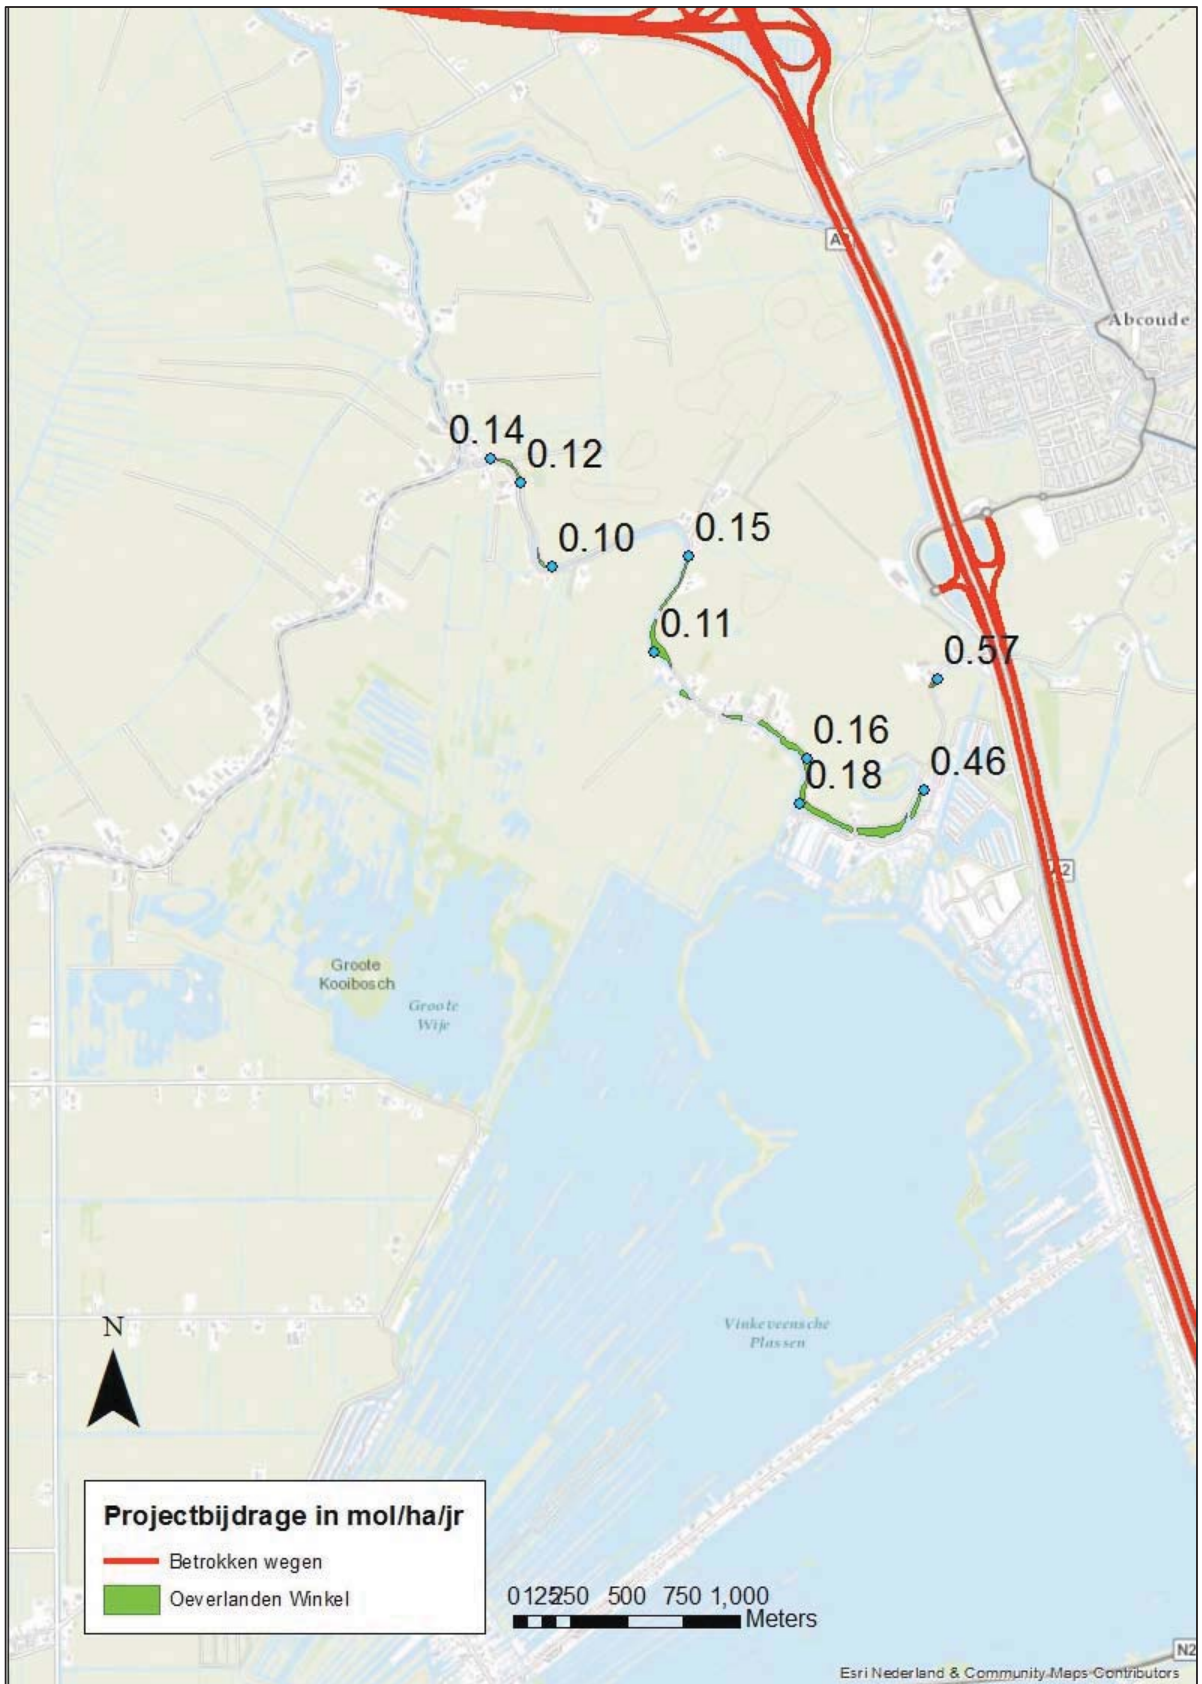 Abcoude
0.14
0.12
0.10
0.15
0.11
0.57
0.16
0.18
0.46
A2
Groote
Kooibosch
Groote
Wije
Vinkeveensche
Plassen
N
Projectbijdrage in mol/ha/jr
Betrokken wegen
Oeverlanden Winkel
0 125 250 500 750 1,000
Meters
N2
Esri Nederland & Community Maps Contributors